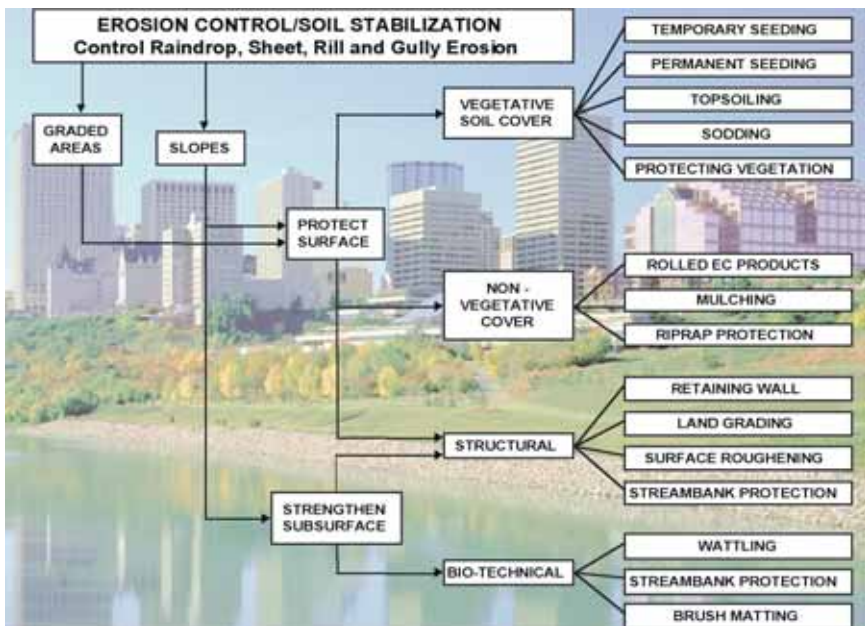 EROSION CONTROL/SOIL STABILIZATION
Control Raindrop, Sheet, Rill and Gully Erosion
GRADED
AREAS
SLOPES
PROTECT
SURFACE
STRENGTHEN
SUBSURFACE
VEGETATIVE
SOIL COVER
NON -
VEGETATIVE
COVER
STRUCTURAL
BIO-TECHNICAL
TEMPORARY SEEDING
PERMANENT SEEDING
TOPSOILING
SODDING
PROTECTING VEGETATION
ROLLED EC PRODUCTS
MULCHING
RIPRAP PROTECTION
RETAINING WALL
LAND GRADING
SURFACE ROUGHENING
STREAMBANK PROTECTION
WATTLING
STREAMBANK PROTECTION
BRUSH MATTING